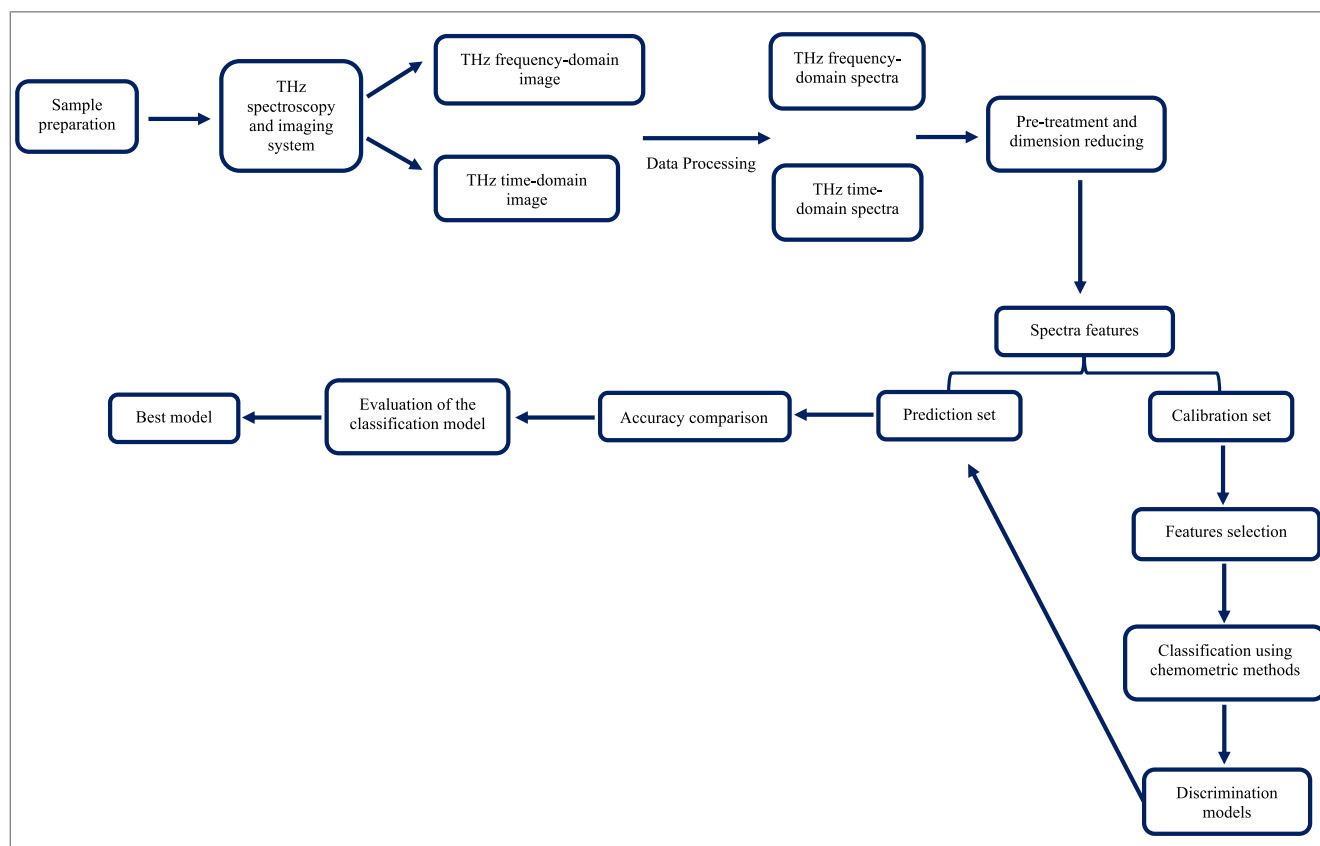 Sample
preparation
THz
spectroscopy
and imaging
system
THz frequency-domain
image
THz time-domain
image
Data Processing
THz frequency-
domain spectra
THz time-
domain spectra
Pre-treatment and
dimension reducing
Spectra features
Prediction set
Calibration set
Accuracy comparison
Evaluation of the
classification model
Best model
Features selection
Classification using
chemometric methods
Discrimination
models